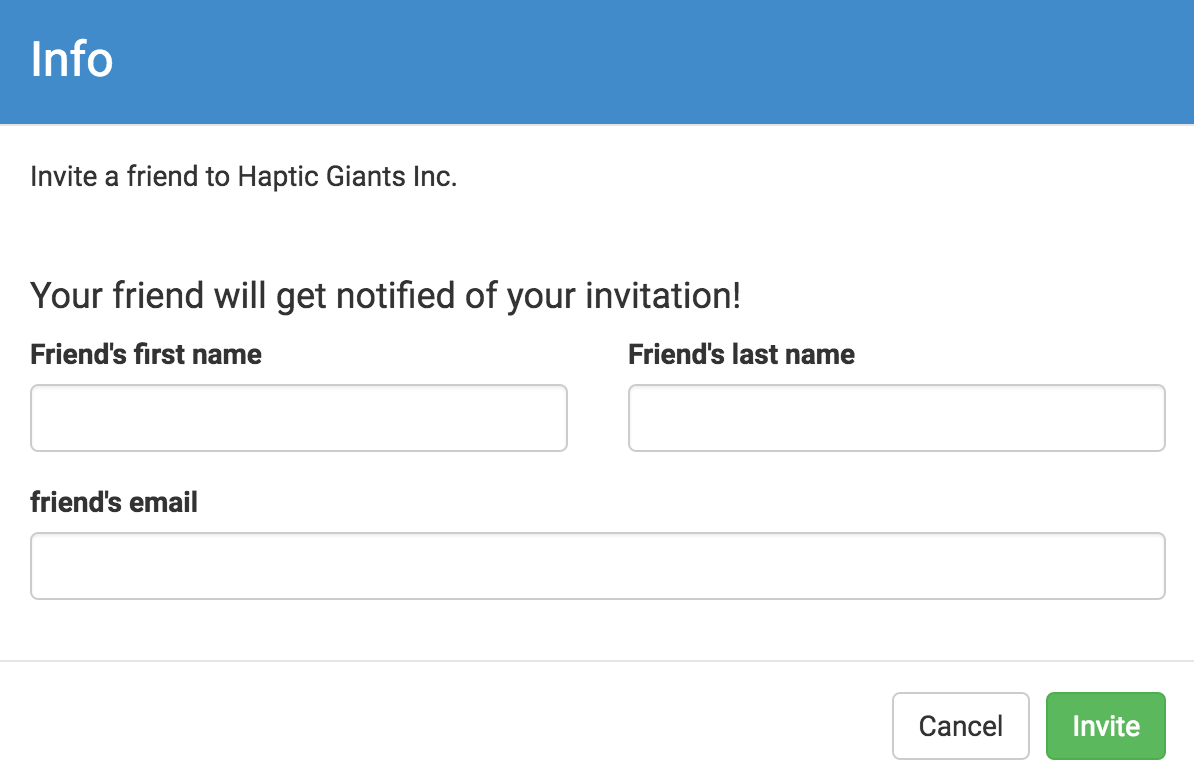 Info
Invite a friend to Haptic Giants Inc.
Your friend will get notified of your invitation!
Friend's first name
Friend's last name
friend's email
Cancel
Invite